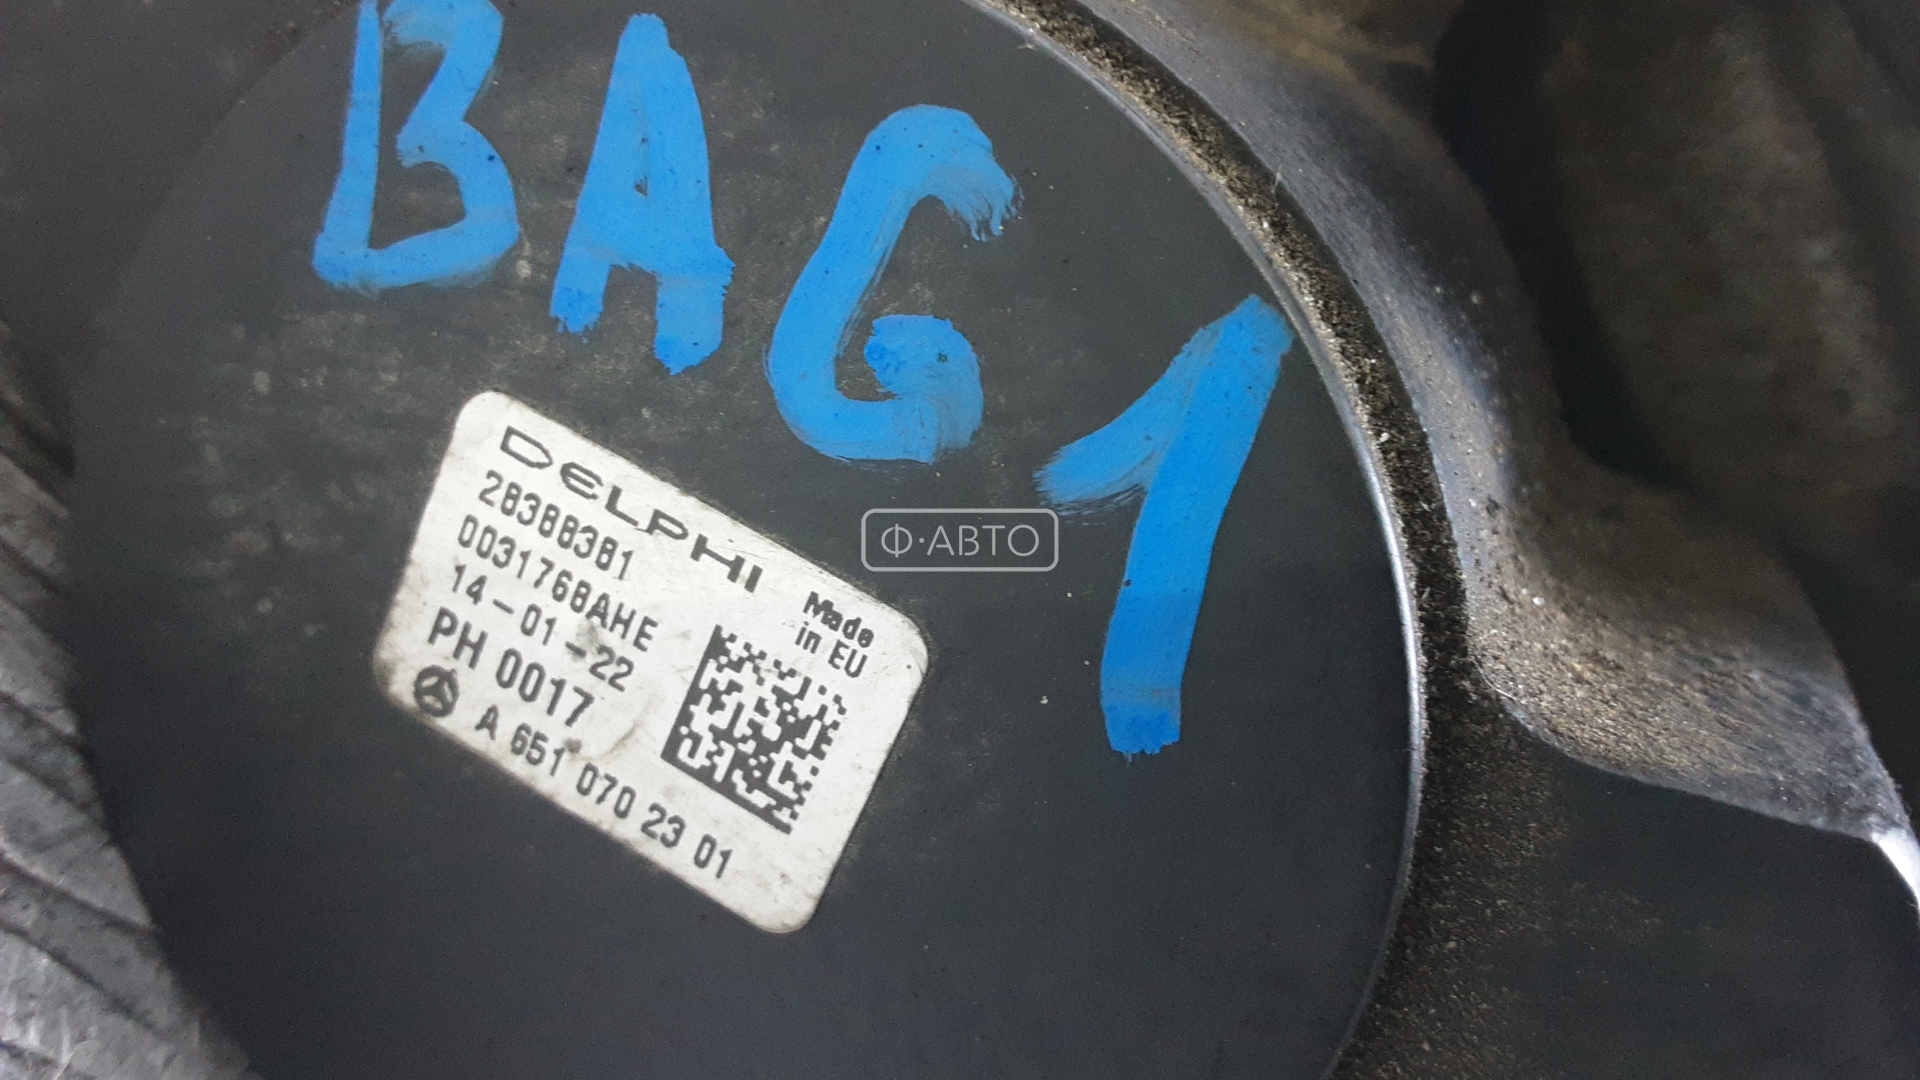 BAG1
DELPHI
28388381
0031768AHE
14-01-22
PH 0017
A 651 070 23 01
Made
in EU
Ф·АВТО